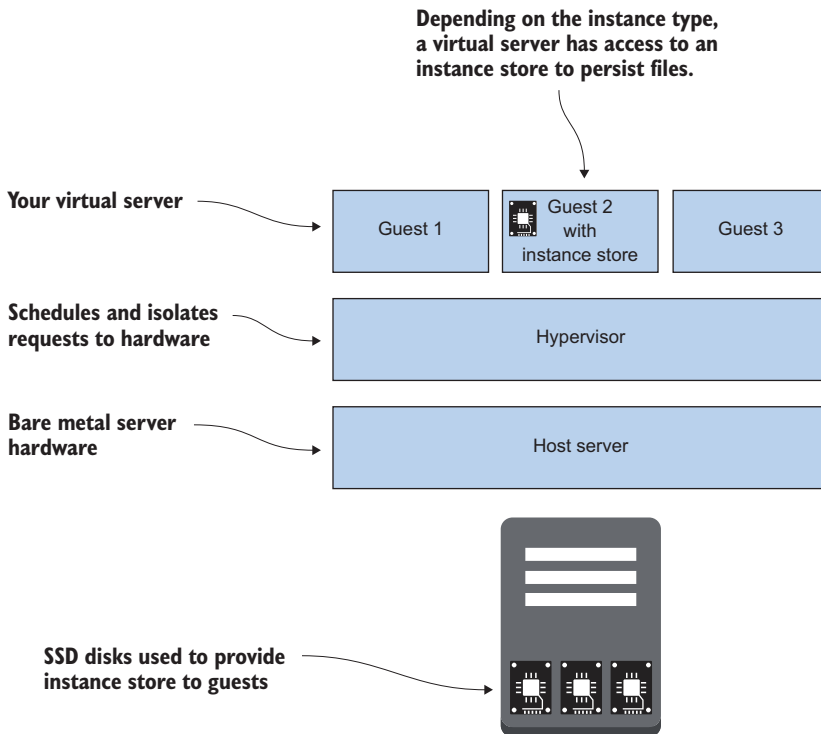 Depending on the instance type,
a virtual server has access to an
instance store to persist files.
Your virtual server
Guest 1
Guest 2
with
instance store
Guest 3
Schedules and isolates
requests to hardware
Hypervisor
Bare metal server
hardware
Host server
SSD disks used to provide
instance store to guests